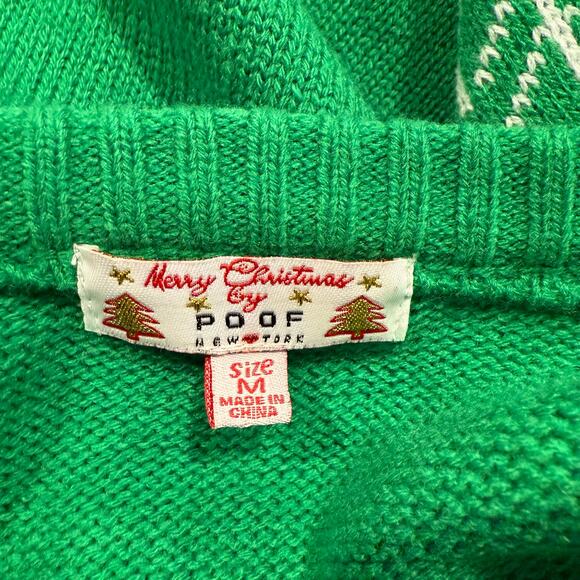 Merry Christmas
by
POOF
NEW YORK
Size
M
MADE IN
CHINA